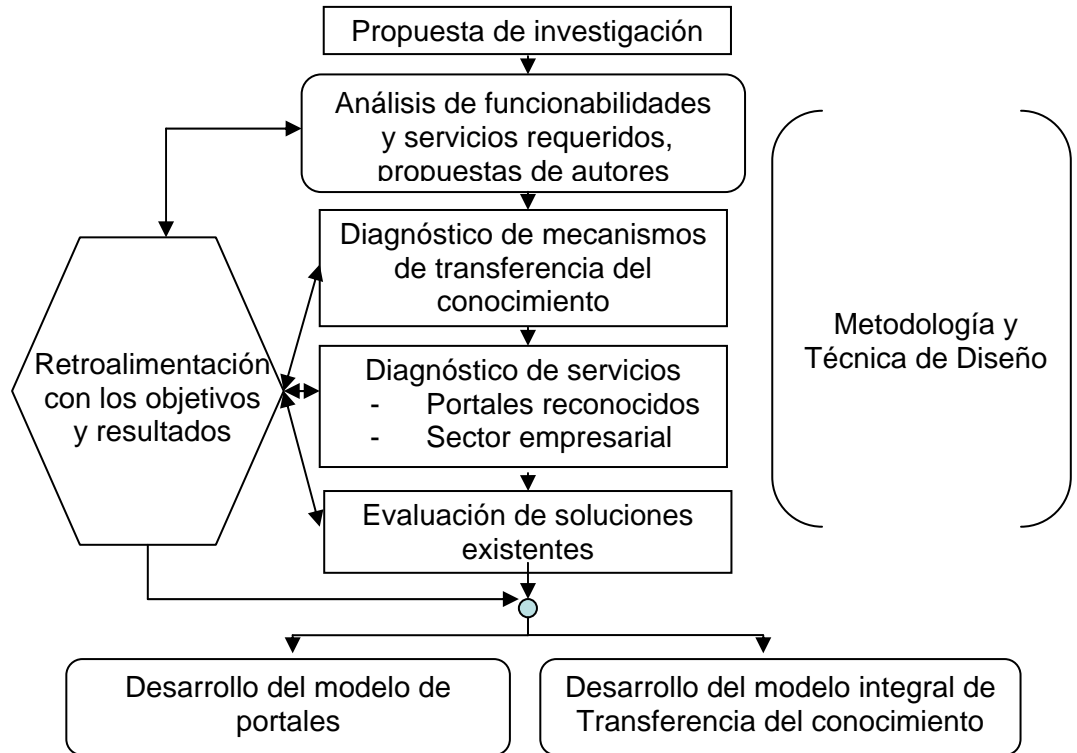 Propuesta de investigación
Análisis de funcionabilidades
y servicios requeridos,
propuestas de autores
Diagnóstico de mecanismos
de transferencia del
conocimiento
Retroalimentación
con los objetivos
y resultados
Diagnóstico de servicios
- Portales reconocidos
- Sector empresarial
Metodología y
Técnica de Diseño
Evaluación de soluciones
existentes
Desarrollo del modelo de
portales
Desarrollo del modelo integral de
Transferencia del conocimiento